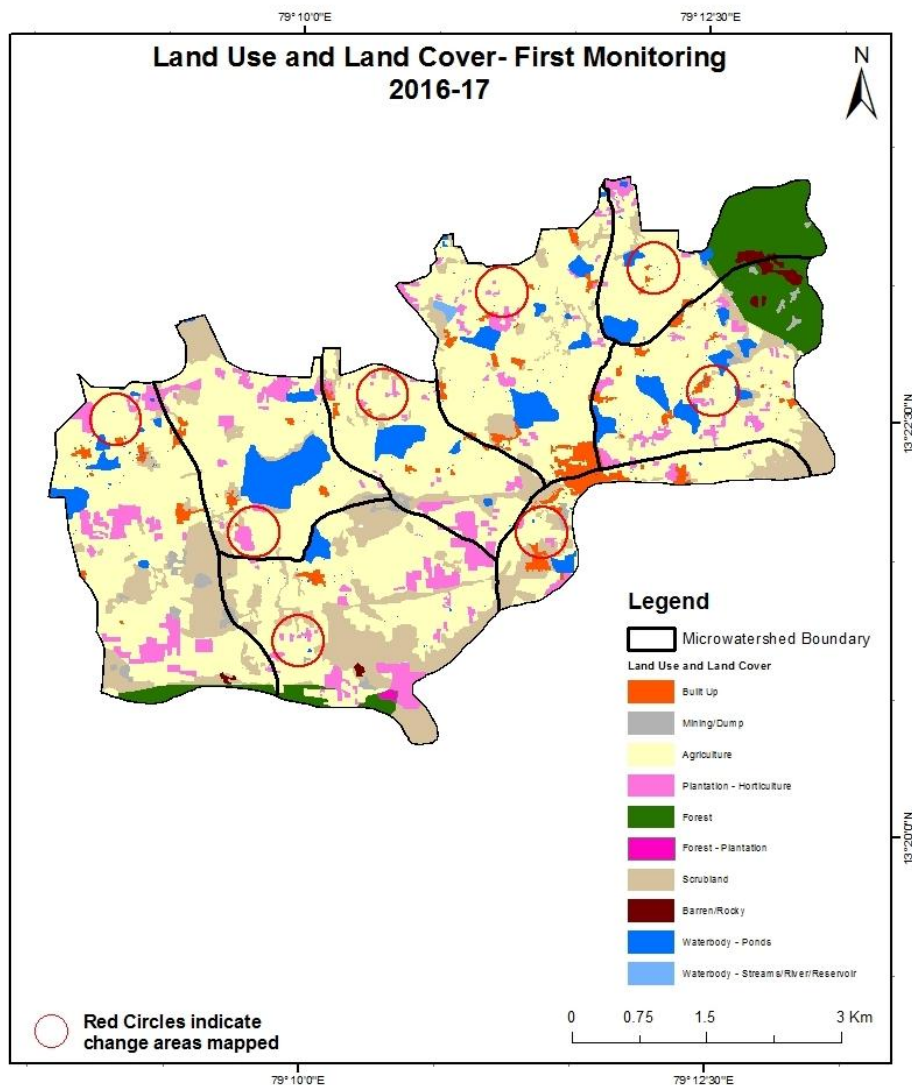 79° 10'0"E
79° 12'30"E
Land Use and Land Cover- First Monitoring
2016-17
N
13°22'30"N
Legend
Microwatershed Boundary
Land Use and Land Cover
Built Up
Mining/Dump
Agriculture
Plantation - Horticulture
Forest
Forest - Plantation
Scrubland
Barren/Rocky
Waterbody - Ponds
Waterbody - Streams/River/Reservoir
13°20'0"N
Red Circles indicate
change areas mapped
0 0.75 1.5 3 Km
79° 10'0"E
79° 12'30"E